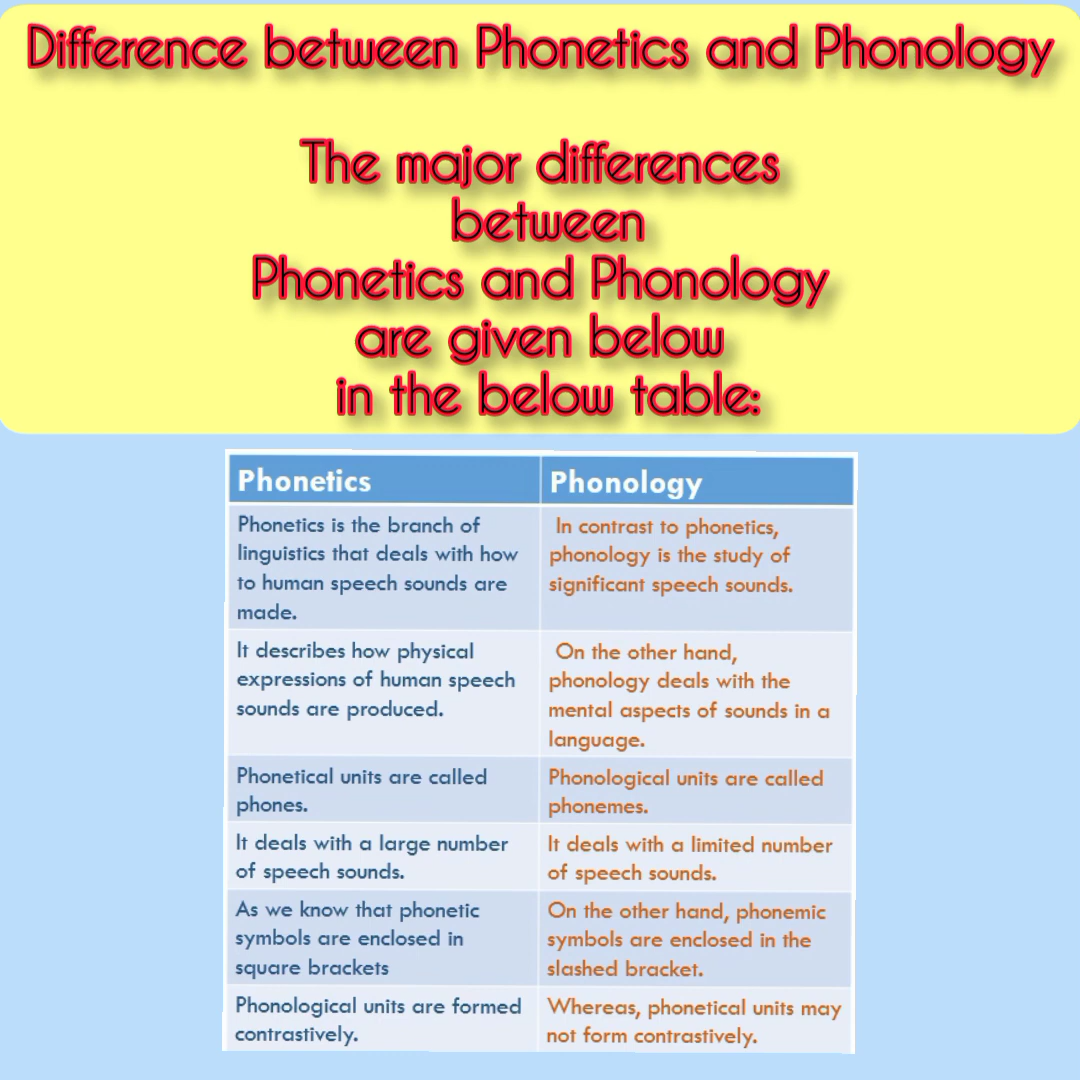 Difference between Phonetics and Phonology
The major differences
between
Phonetics and Phonology
are given below
in the below table:
Phonetics
Phonology
Phonetics is the branch of
linguistics that deals with how
to human speech sounds are
made.
In contrast to phonetics,
phonology is the study of
significant speech sounds.
It describes how physical
expressions of human speech
sounds are produced.
On the other hand,
phonology deals with the
mental aspects of sounds in a
language.
Phonetical units are called
phones.
Phonological units are called
phonemes.
It deals with a large number
of speech sounds.
It deals with a limited number
of speech sounds.
As we know that phonetic
symbols are enclosed in
square brackets
On the other hand, phonemic
symbols are enclosed in the
slashed bracket.
Phonological units are formed
contrastively.
Whereas, phonetical units may
not form contrastively.